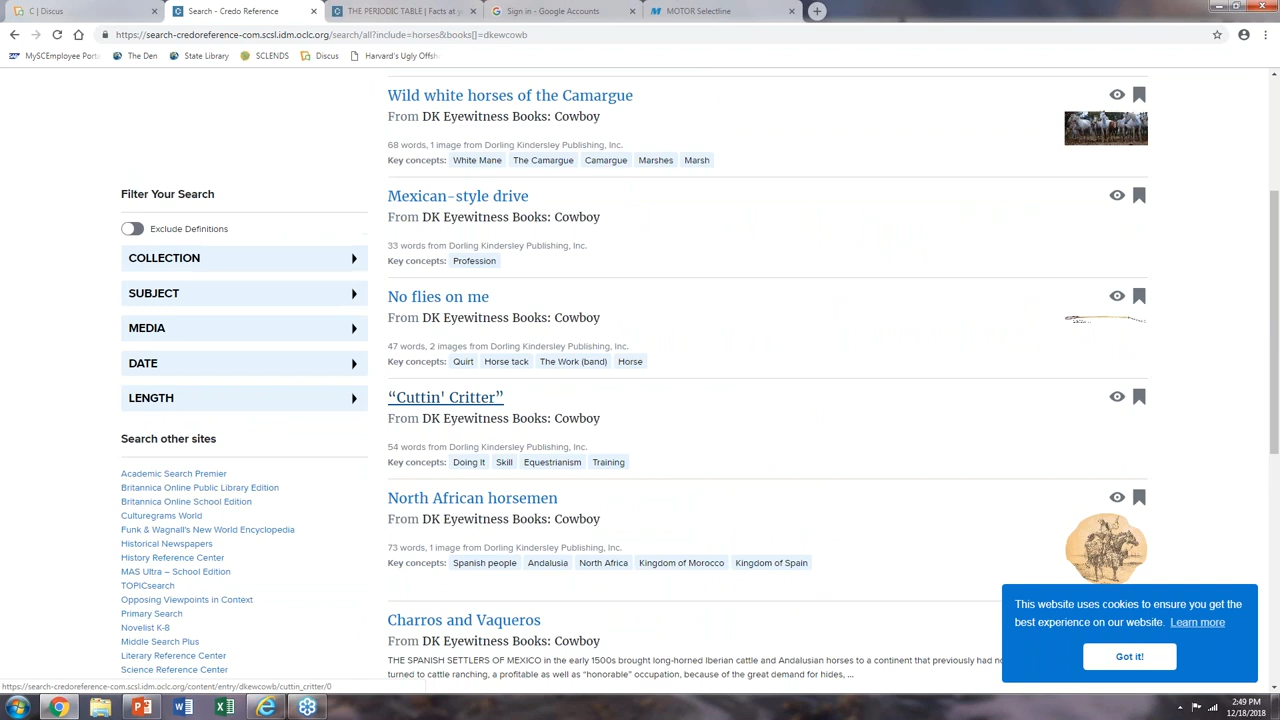 C | Discus
Search - Credo Reference
THE PERIODIC TABLE | Facts at y
Sign in - Google Accounts
MOTOR Selectline
https://search-credoreference-com.scsl.idm.oclc.org/search/all?include=horses&books[]=dkewcowb
MySCEmployee Porta
The Den
State Library
SCLENDS
Discus
Harvard's Ugly Offsh
Wild white horses of the Camargue
From DK Eyewitness Books: Cowboy
68 words, 1 image from Dorling Kindersley Publishing, Inc.
Key concepts: White Mane The Camargue Camargue Marshes Marsh
Filter Your Search
Exclude Definitions
COLLECTION
SUBJECT
MEDIA
DATE
LENGTH
Search other sites
Academic Search Premier
Britannica Online Public Library Edition
Britannica Online School Edition
Culturegrams World
Funk & Wagnall's New World Encyclopedia
Historical Newspapers
History Reference Center
MAS Ultra – School Edition
TOPICsearch
Opposing Viewpoints in Context
Primary Search
Novelist K-8
Middle Search Plus
Literary Reference Center
Science Reference Center
Mexican-style drive
From DK Eyewitness Books: Cowboy
33 words from Dorling Kindersley Publishing, Inc.
Key concepts: Profession
No flies on me
From DK Eyewitness Books: Cowboy
47 words, 2 images from Dorling Kindersley Publishing, Inc.
Key concepts: Quirt Horse tack The Work (band) Horse
“Cuttin' Critter”
From DK Eyewitness Books: Cowboy
54 words from Dorling Kindersley Publishing, Inc.
Key concepts: Doing It Skill Equestrianism Training
North African horsemen
From DK Eyewitness Books: Cowboy
73 words, 1 image from Dorling Kindersley Publishing, Inc.
Key concepts: Spanish people Andalusia North Africa Kingdom of Morocco Kingdom of Spain
Charros and Vaqueros
From DK Eyewitness Books: Cowboy
THE SPANISH SETTLERS OF MEXICO in the early 1500s brought long-horned Iberian cattle and Andalusian horses to a continent that previously had
turned to cattle ranching, a profitable as well as “honorable” occupation, because of the great demand for hides, ...
This website uses cookies to ensure you get the
best experience on our website. Learn more
Got it!
https://search-credoreference-com.scsl.idm.oclc.org/content/entry/dkewcowb/cuttin_critter/0
2:49 PM
12/18/2018